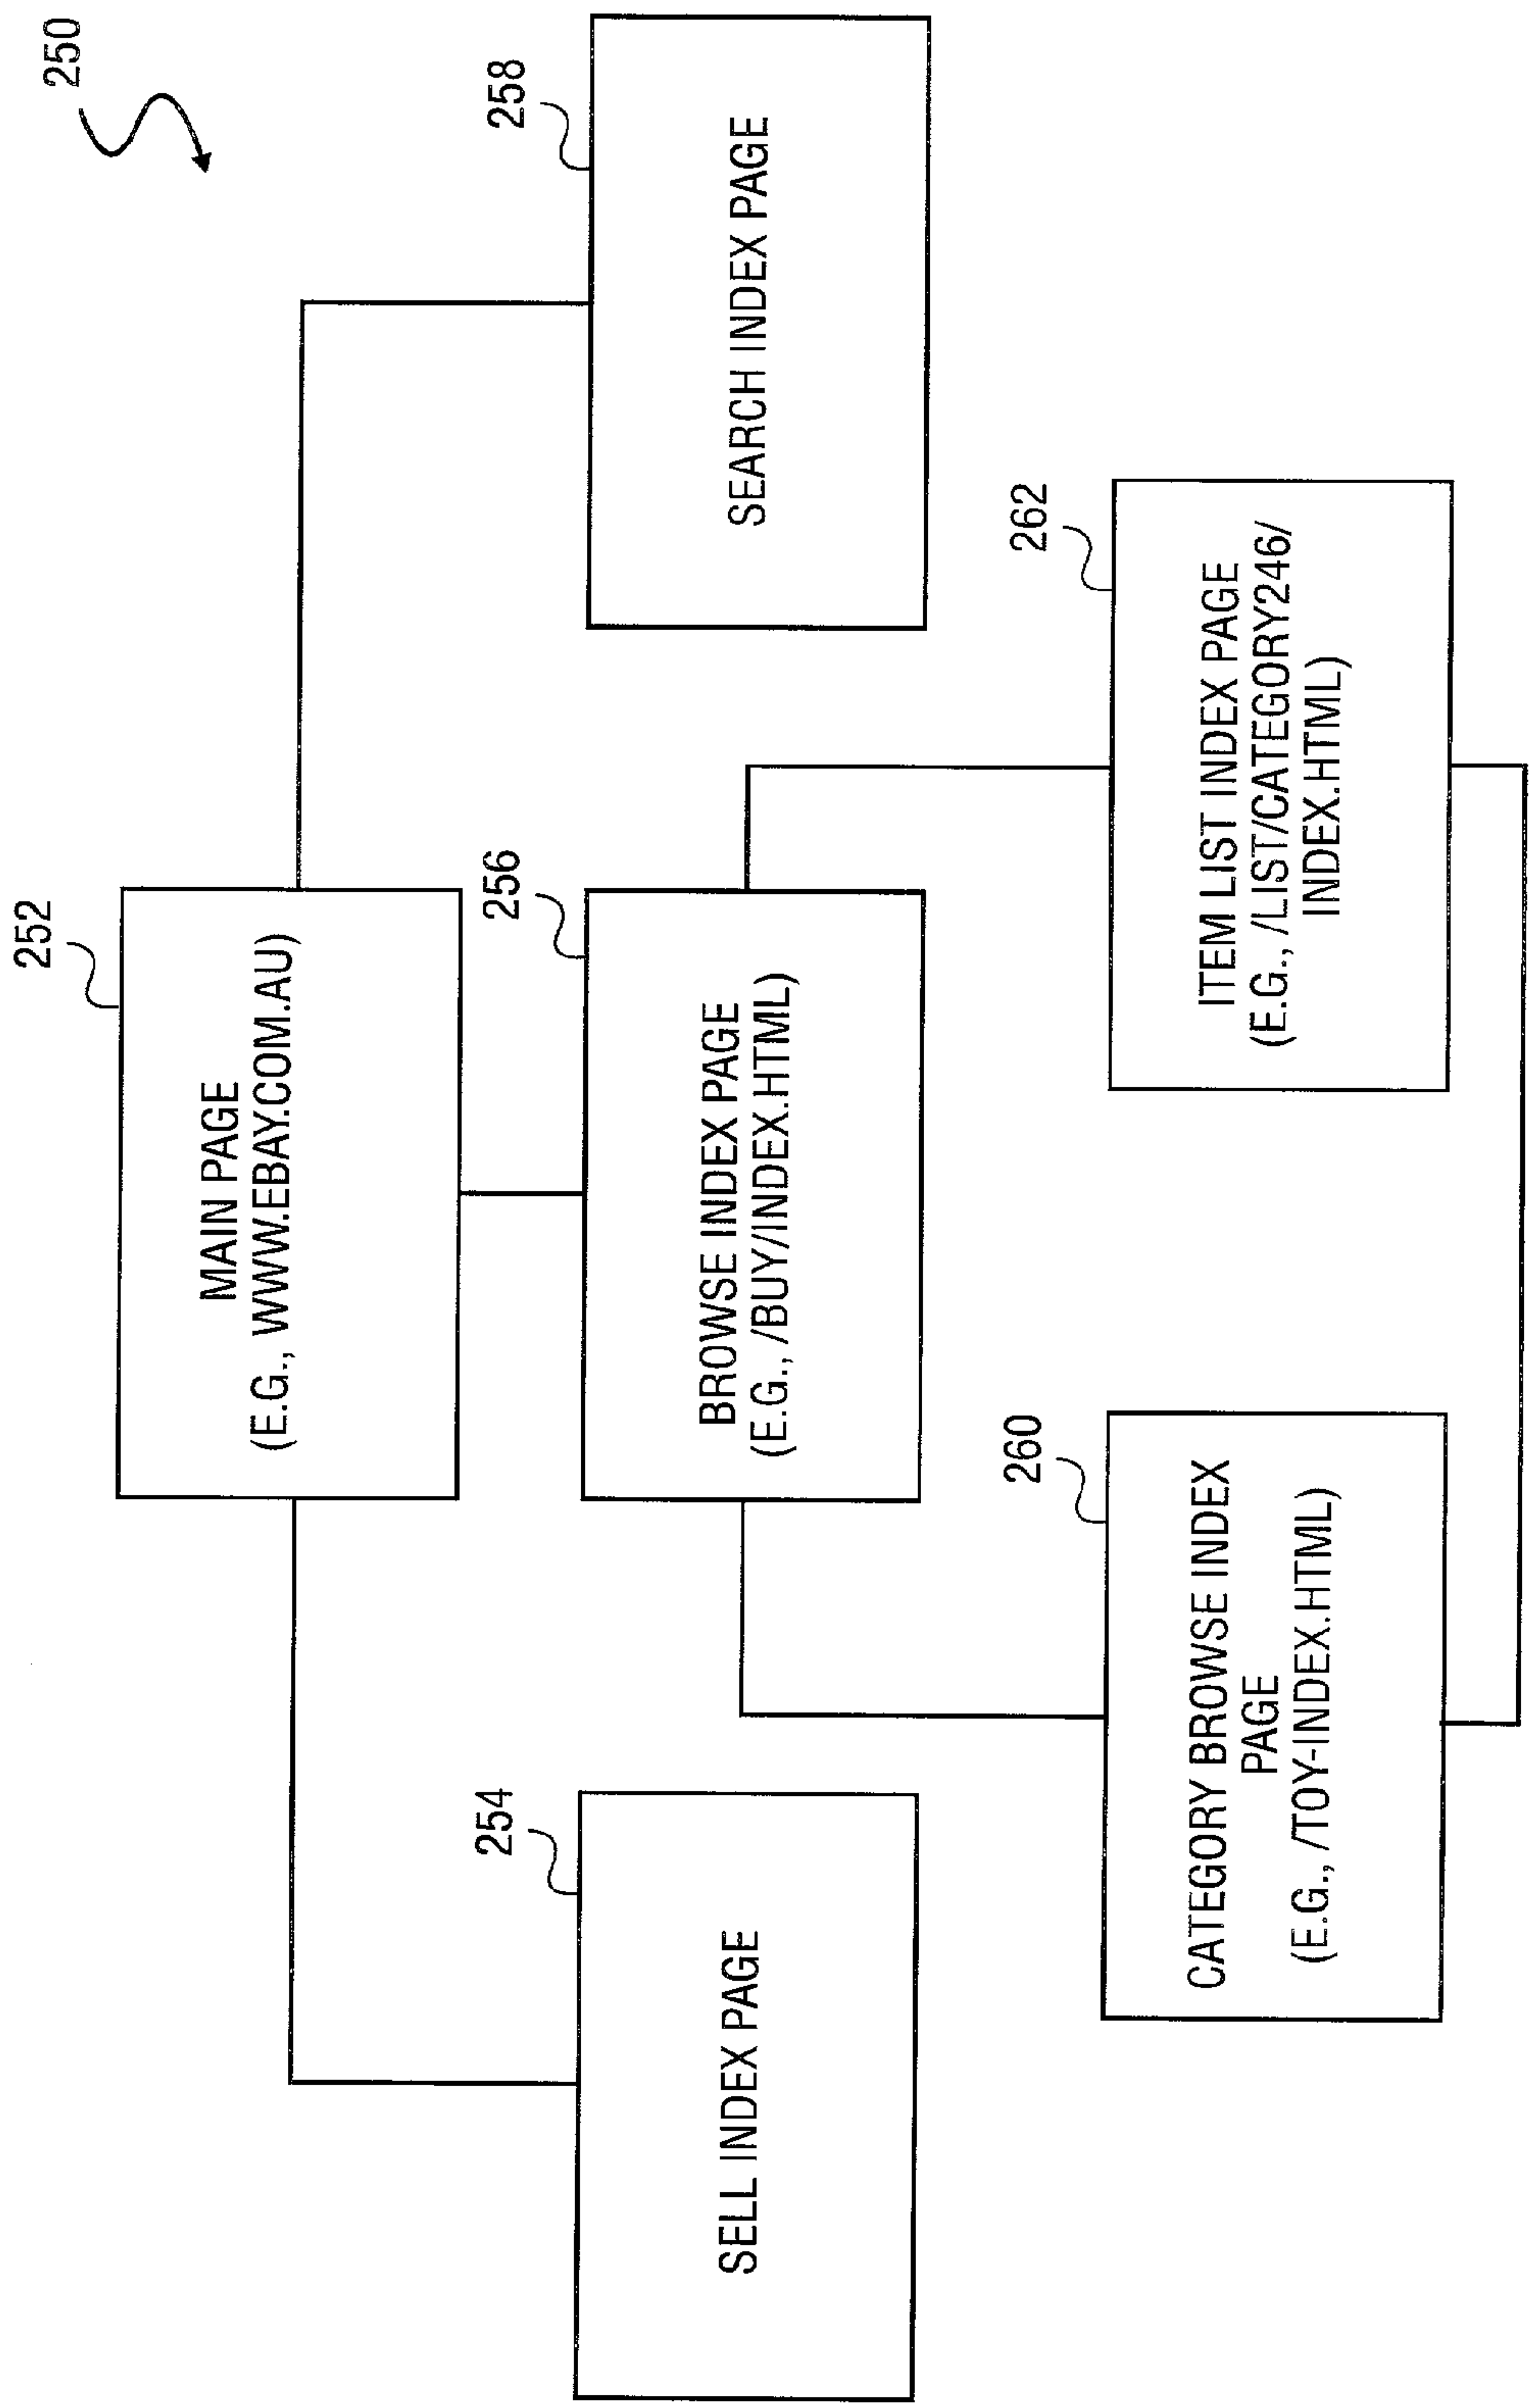 250
252
MAIN PAGE
(E.G., WWW.EBAY.COM.AU)
254
SELL INDEX PAGE
256
BROWSE INDEX PAGE
(E.G., /BUY/INDEX.HTML)
258
SEARCH INDEX PAGE
260
CATEGORY BROWSE INDEX
PAGE
(E.G., /TOY-INDEX.HTML)
262
ITEM LIST INDEX PAGE
(E.G., /LIST/CATEGORY246/
INDEX.HTML)